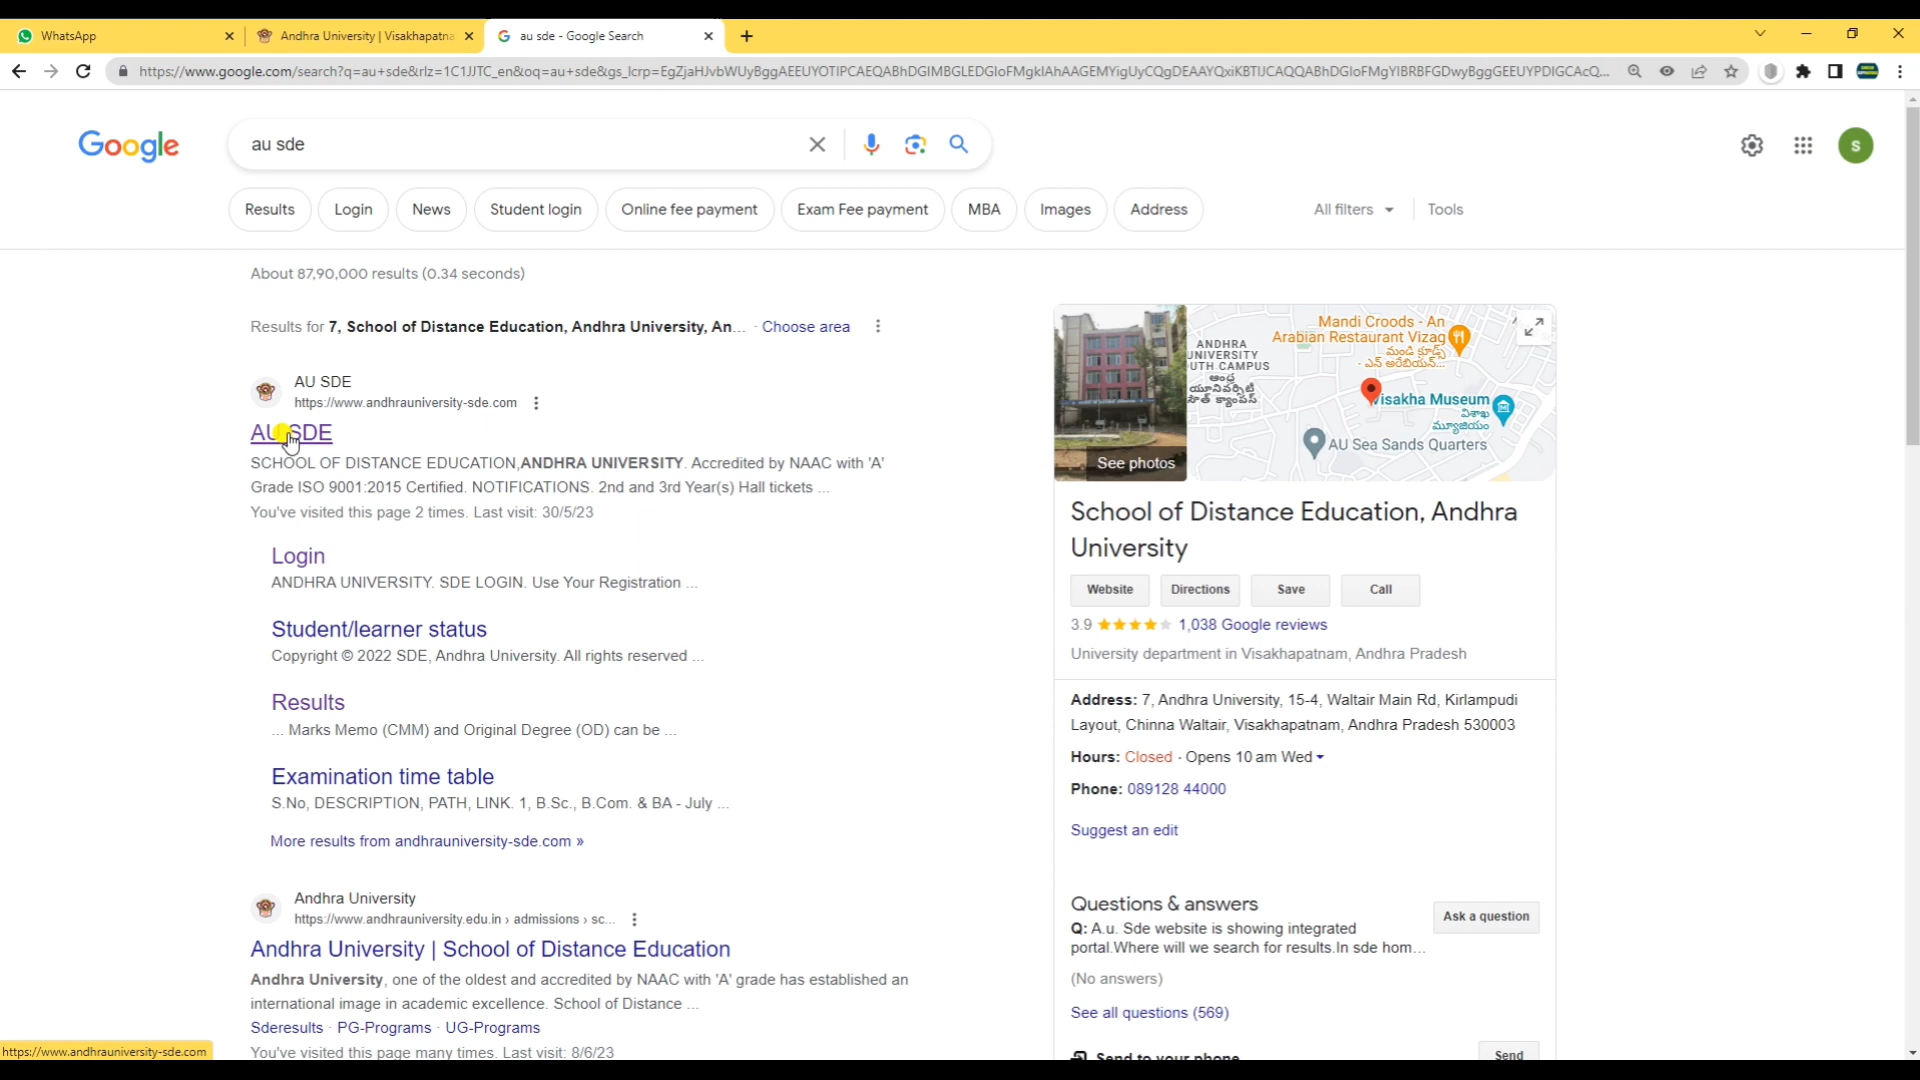 WhatsApp
Andhra University | Visakhapatna
au sde - Google Search
https://www.google.com/search?q=au+sde&rlz=1C1JJTC_en&oq=au+sde&gs_lcrp=
Google
au sde
S
Results
Login
News
Student login
Online fee payment
Exam Fee payment
MBA
Images
Address
All filters
Tools
About 87,90,000 results (0.34 seconds)
Results for 7, School of Distance Education, Andhra University, An... · Choose area
AU SDE
https://www.andhrauniversity-sde.com
AU SDE
SCHOOL OF DISTANCE EDUCATION,ANDHRA UNIVERSITY. Accredited by NAAC with 'A'
Grade ISO 9001:2015 Certified. NOTIFICATIONS. 2nd and 3rd Year(s) Hall tickets ...
You've visited this page 2 times. Last visit: 30/5/23
Login
ANDHRA UNIVERSITY. SDE LOGIN. Use Your Registration ...
Student/learner status
Copyright © 2022 SDE, Andhra University. All rights reserved ...
Results
... Marks Memo (CMM) and Original Degree (OD) can be ...
Examination time table
S.No, DESCRIPTION, PATH, LINK. 1, B.Sc., B.Com. & BA - July ...
More results from andhrauniversity-sde.com »
Andhra University
https://www.andhrauniversity.edu.in › admissions › sc...
Andhra University | School of Distance Education
Andhra University, one of the oldest and accredited by NAAC with 'A' grade has established an
international image in academic excellence. School of Distance ...
Sderesults · PG-Programs · UG-Programs
You've visited this page many times. Last visit: 8/6/23
https://www.andhrauniversity-sde.com
See photos
ANDHRA
UNIVERSITY
UTH CAMPUS
ఆంధ్ర
యూనివర్సిటీ
సౌత్ క్యాంపస్
Mandi Croods - An
Arabian Restaurant Vizag
మండి క్రూడ్స్
- ఎన్ అరేబియన్...
Visakha Museum
విశాఖ
మ్యూజియం
AU Sea Sands Quarters
School of Distance Education, Andhra
University
Website
Directions
Save
Call
3.9 1,038 Google reviews
University department in Visakhapatnam, Andhra Pradesh
Address: 7, Andhra University, 15-4, Waltair Main Rd, Kirlampudi
Layout, Chinna Waltair, Visakhapatnam, Andhra Pradesh 530003
Hours: Closed · Opens 10 am Wed
Phone: 089128 44000
Suggest an edit
Questions & answers
Q: A.u. Sde website is showing integrated
portal.Where will we search for results.In sde hom...
Ask a question
(No answers)
See all questions (569)
Send to your phone
Send